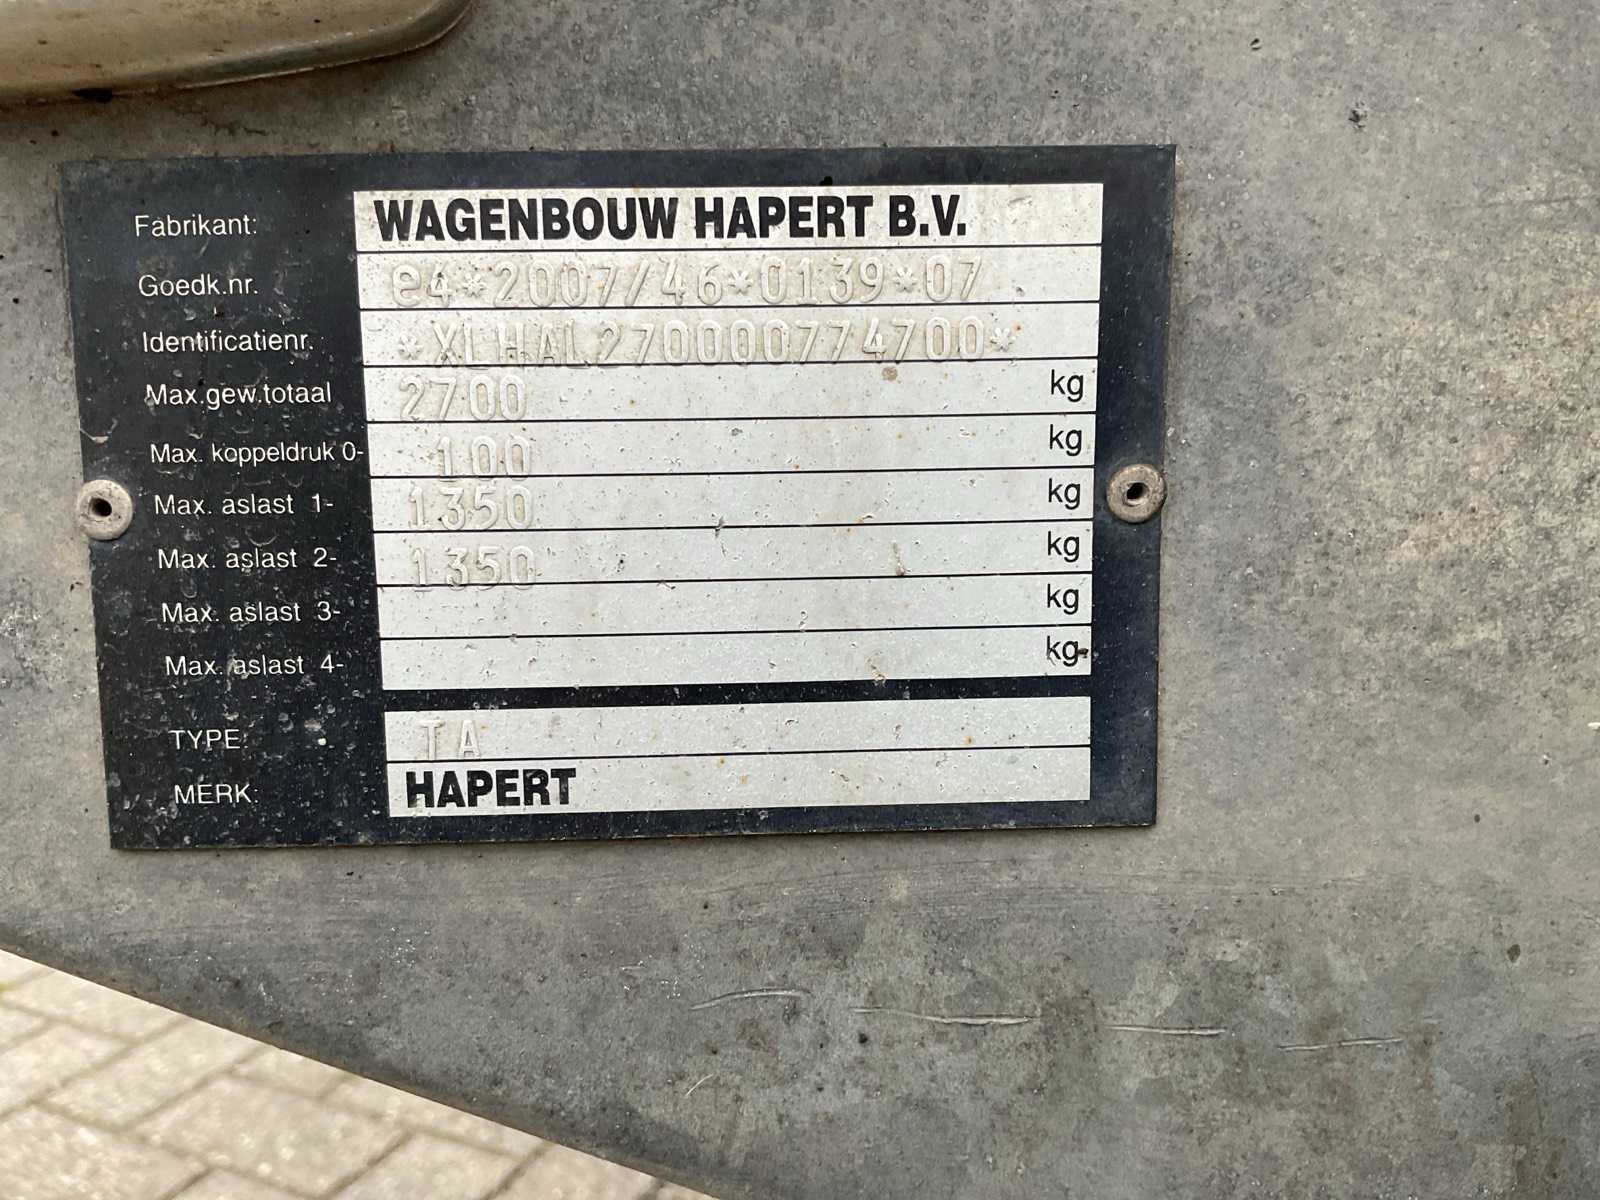 Fabrikant: WAGENBOUW HAPERT B.V.
Goedk.nr. e4*2007/46*0139*07
Identificatienr. *XLHAL270000774700*
Max.gew.totaal 2700 kg
Max. koppeldruk 0- 100 kg
Max. aslast 1- 1350 kg
Max. aslast 2- 1350 kg
Max. aslast 3- kg
Max. aslast 4- kg
TYPE: TA
MERK: HAPERT